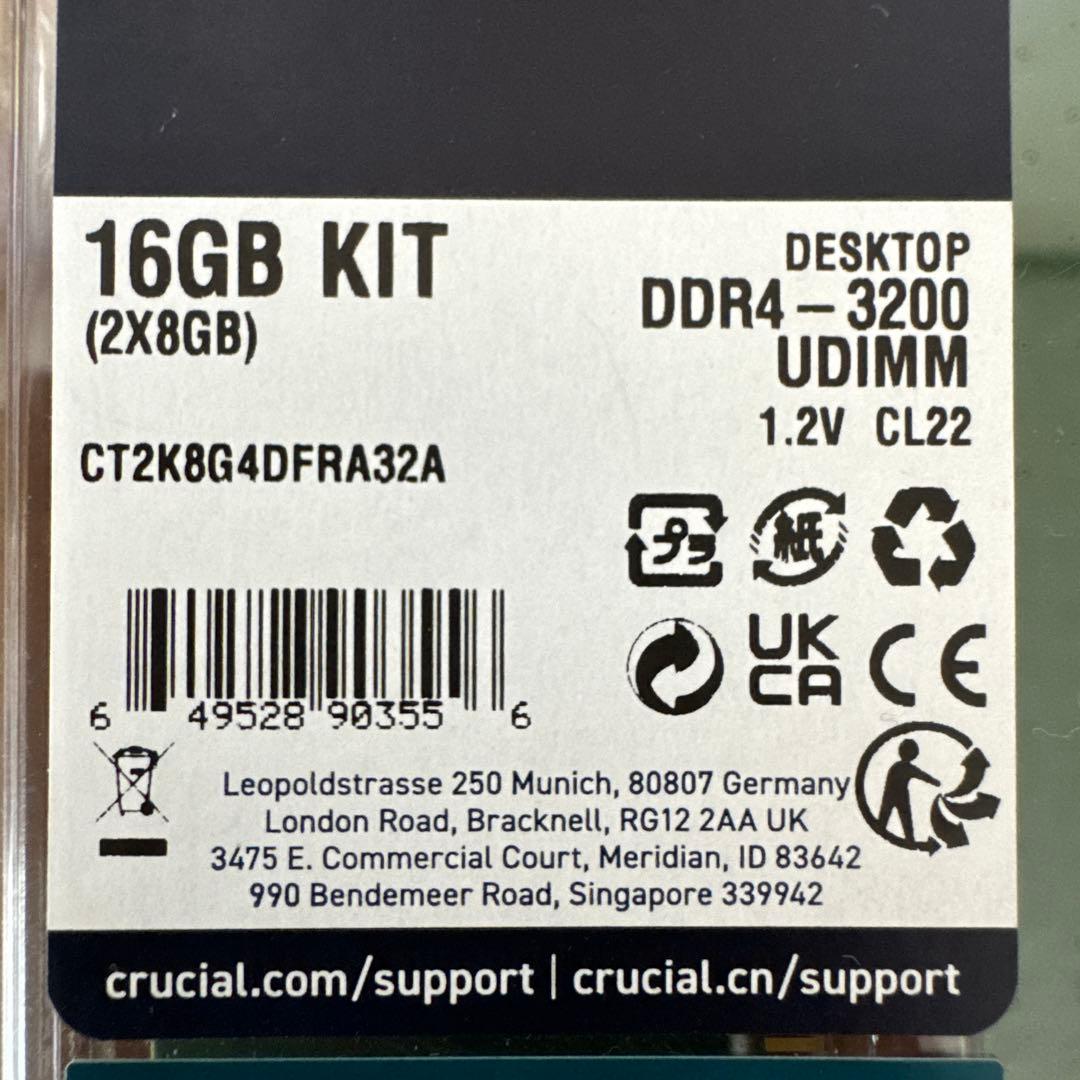 16GB KIT
(2X8GB)
DESKTOP
DDR4 – 3200
UDIMM
1.2V CL22
CT2K8G4DFRA32A
プラ
紙
UK
CA
CE
6 49528 90355 6
Leopoldstrasse 250 Munich, 80807 Germany
London Road, Bracknell, RG12 2AA UK
3475 E. Commercial Court, Meridian, ID 83642
990 Bendemeer Road, Singapore 339942
crucial.com/support | crucial.cn/support